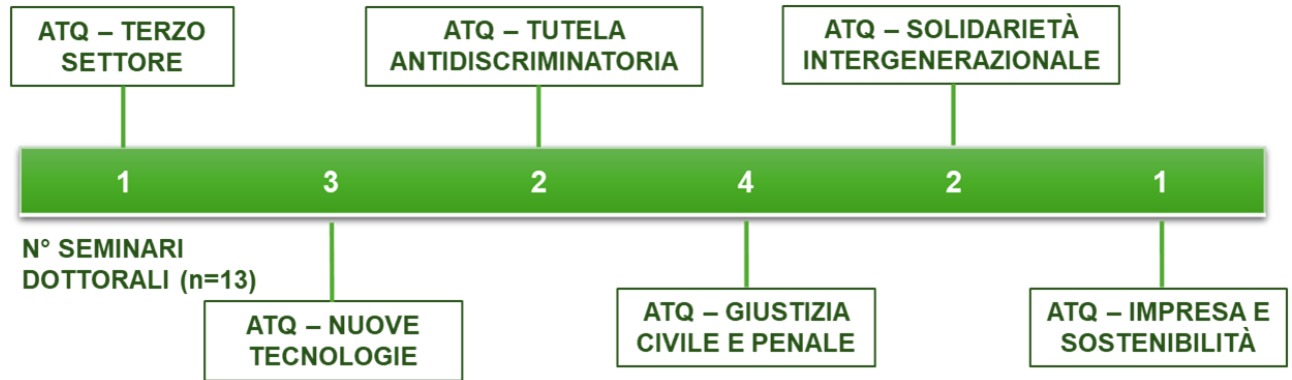 ATQ – TERZO
SETTORE
ATQ – TUTELA
ANTIDISCRIMINATORIA
ATQ – SOLIDARIETÀ
INTERGENERAZIONALE
1 3 2 4 2 1
N° SEMINARI
DOTTORALI (n=13)
ATQ – NUOVE
TECNOLOGIE
ATQ – GIUSTIZIA
CIVILE E PENALE
ATQ – IMPRESA E
SOSTENIBILITÀ